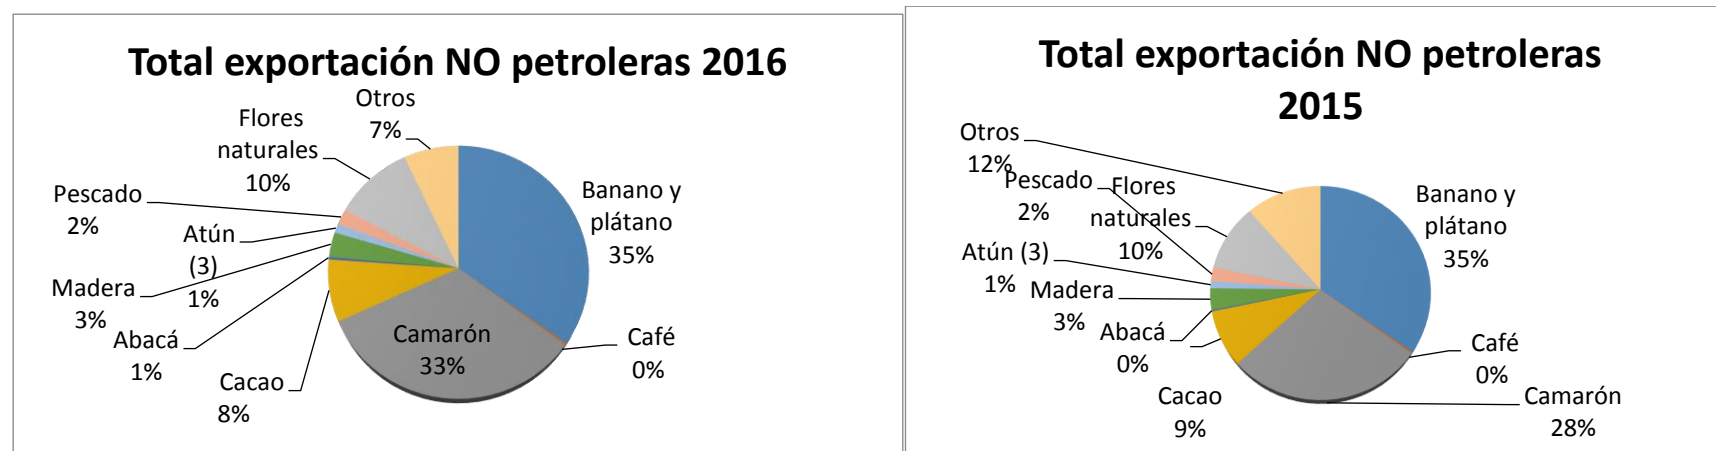 Total exportación NO petroleras 2016
Otros
7%
Flores
naturales
10%
Pescado
2%
Atún
(3)
1%
Madera
3%
Abacá
1%
Cacao
8%
Camarón
33%
Café
0%
Banano y
plátano
35%
Total exportación NO petroleras
2015
Otros
12%
Pescado
2%
Flores
naturales
10%
Atún (3)
1%
Madera
3%
Abacá
0%
Cacao
9%
Banano y
plátano
35%
Café
0%
Camarón
28%